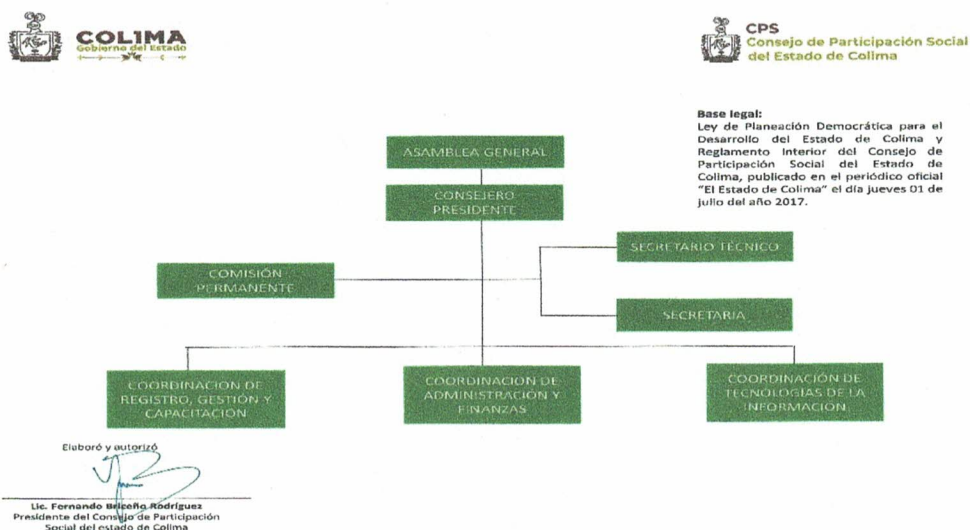 COLIMA
Gobierno del Estado
CPS
Consejo de Participación Social
del Estado de Colima
Base legal:
Ley de Planeación Democrática para el
Desarrollo del Estado de Colima y
Reglamento Interior del Consejo de
Participación Social del Estado de
Colima, publicado en el periódico oficial
"El Estado de Colima" el día jueves 01 de
julio del año 2017.
ASAMBLEA GENERAL
CONSEJERO
PRESIDENTE
SECRETARIO TÉCNICO
COMISIÓN
PERMANENTE
SECRETARIA
COORDINACION DE
REGISTRO, GESTIÓN Y
CAPACITACIÓN
COORDINACION DE
ADMINISTRACIÓN Y
FINANZAS
COORDINACIÓN DE
TECNOLOGÍAS DE LA
INFORMACIÓN
Elaboró y autorizó
Lic. Fernando Briceño Rodríguez
Presidente del Consejo de Participación
Social del estado de Colima